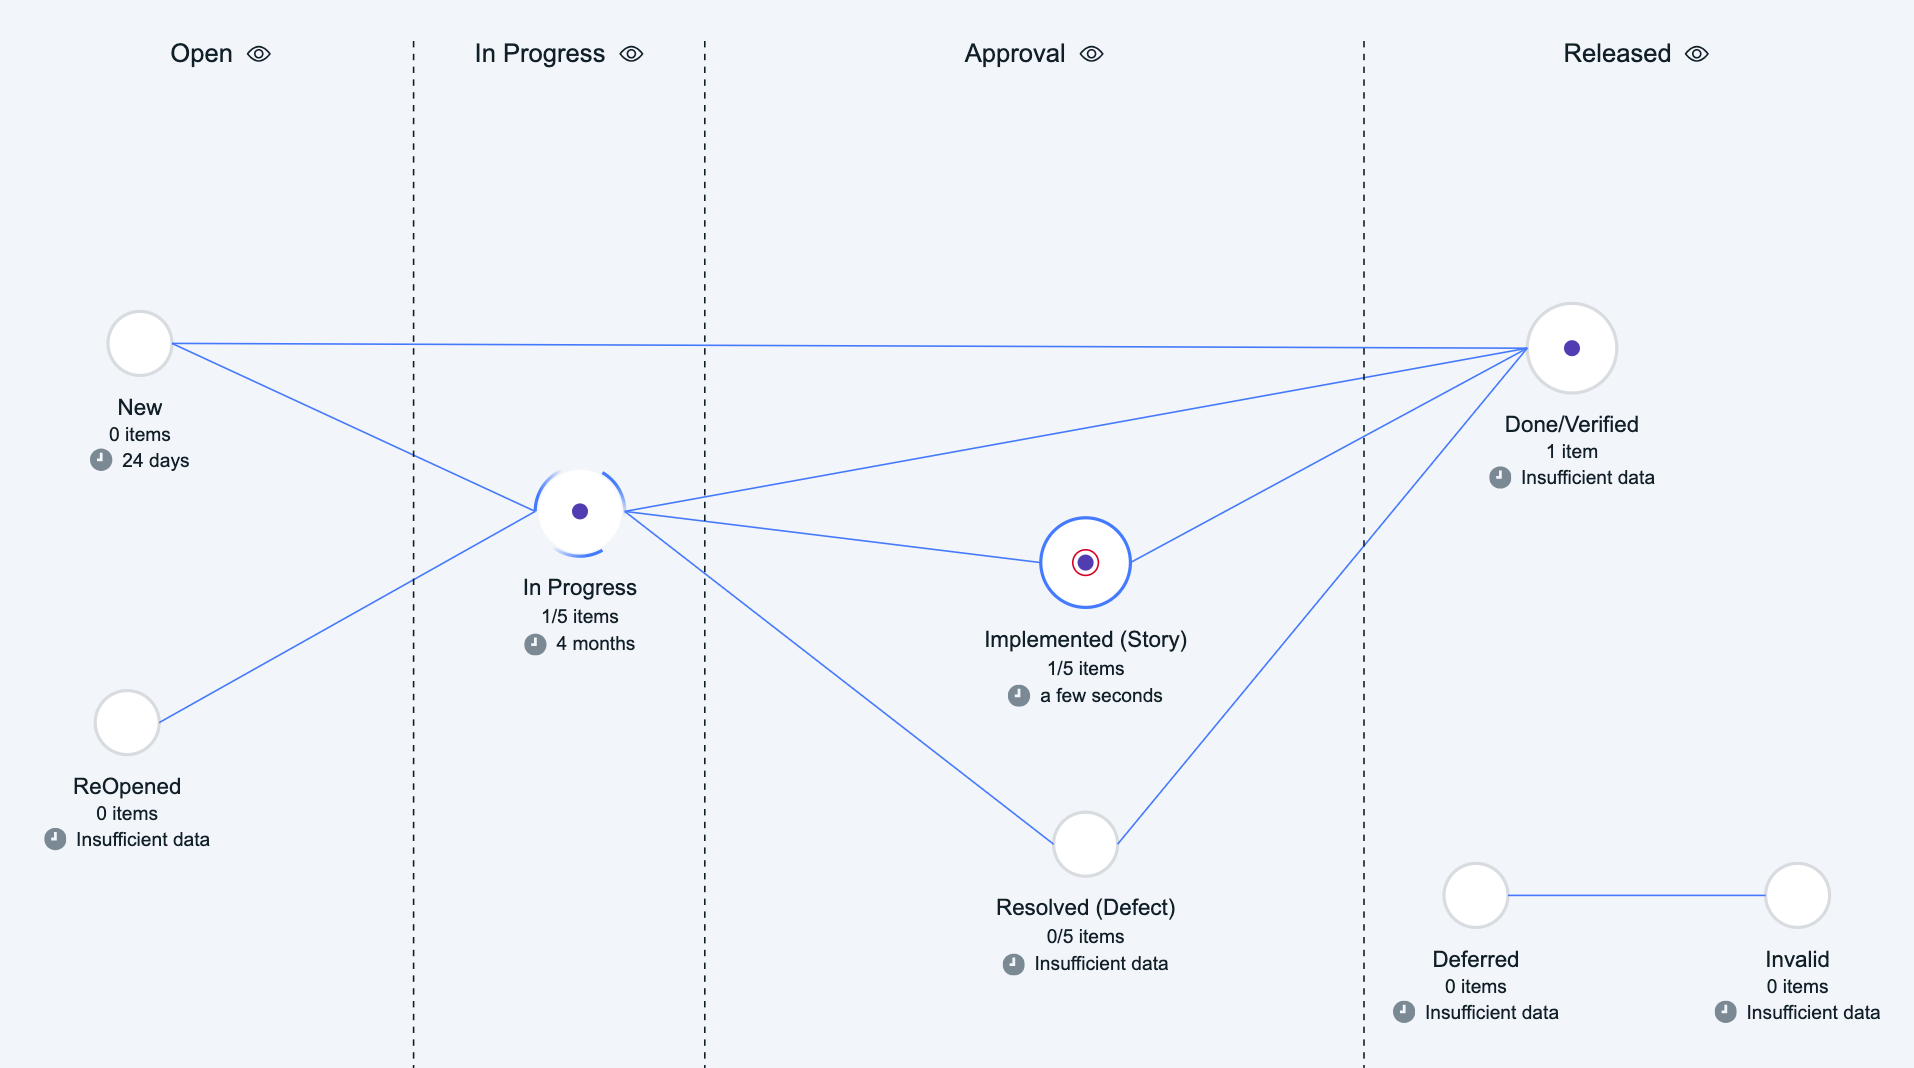 Open
In Progress
Approval
Released
New
0 items
24 days
ReOpened
0 items
Insufficient data
In Progress
1/5 items
4 months
Implemented (Story)
1/5 items
a few seconds
Resolved (Defect)
0/5 items
Insufficient data
Done/Verified
1 item
Insufficient data
Deferred
0 items
Insufficient data
Invalid
0 items
Insufficient data